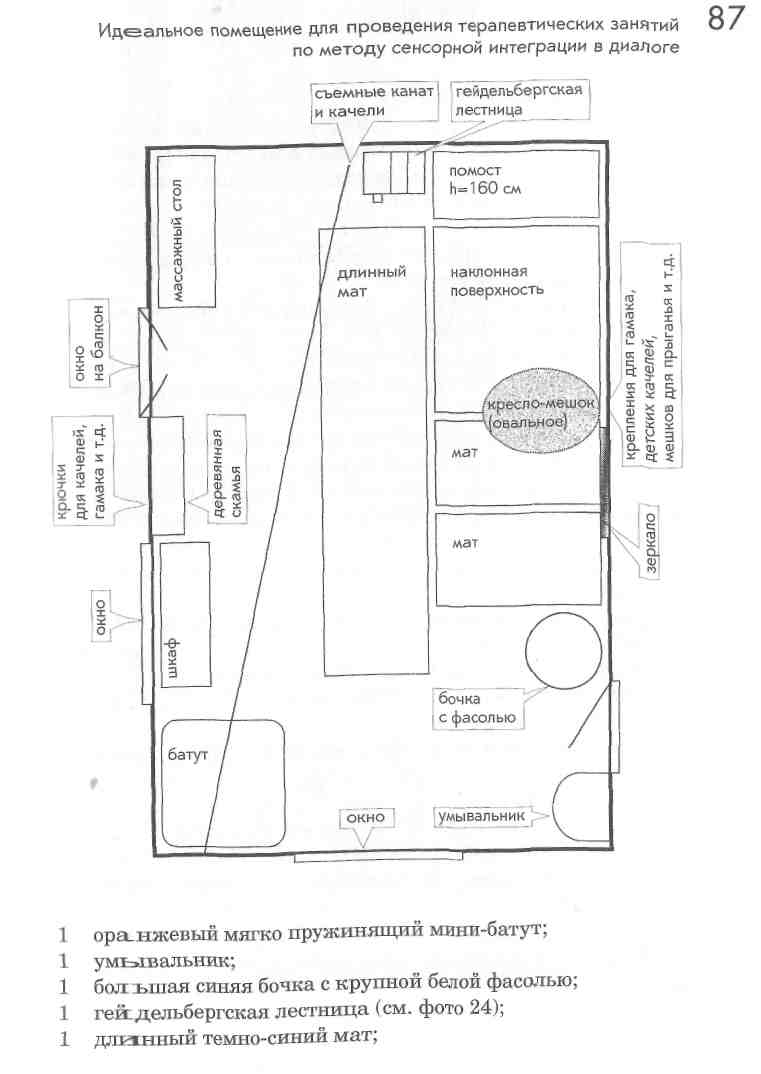 87
Идеальное помещение для проведения терапевтических занятий
по методу сенсорной интеграции в диалоге
съемные канат
и качели
гейдельбергская
лестница
массажный стол
помост
h=160 см
длинный
мат
наклонная
поверхность
окно
на балкон
крепления для гамака,
детских качелей,
мешков для прыганья и т.д.
кресло-мешок
(овальное)
крючки
для качелей,
гамака и т.д.
деревянная
скамья
мат
мат
зеркало
окно
шкаф
бочка
с фасолью
батут
окно
умывальник
1 оранжевый мягко пружинящий мини-батут;
1 умывальник;
1 большая синяя бочка с крупной белой фасолью;
1 гейдельбергская лестница (см. фото 24);
1 длинный темно-синий мат;